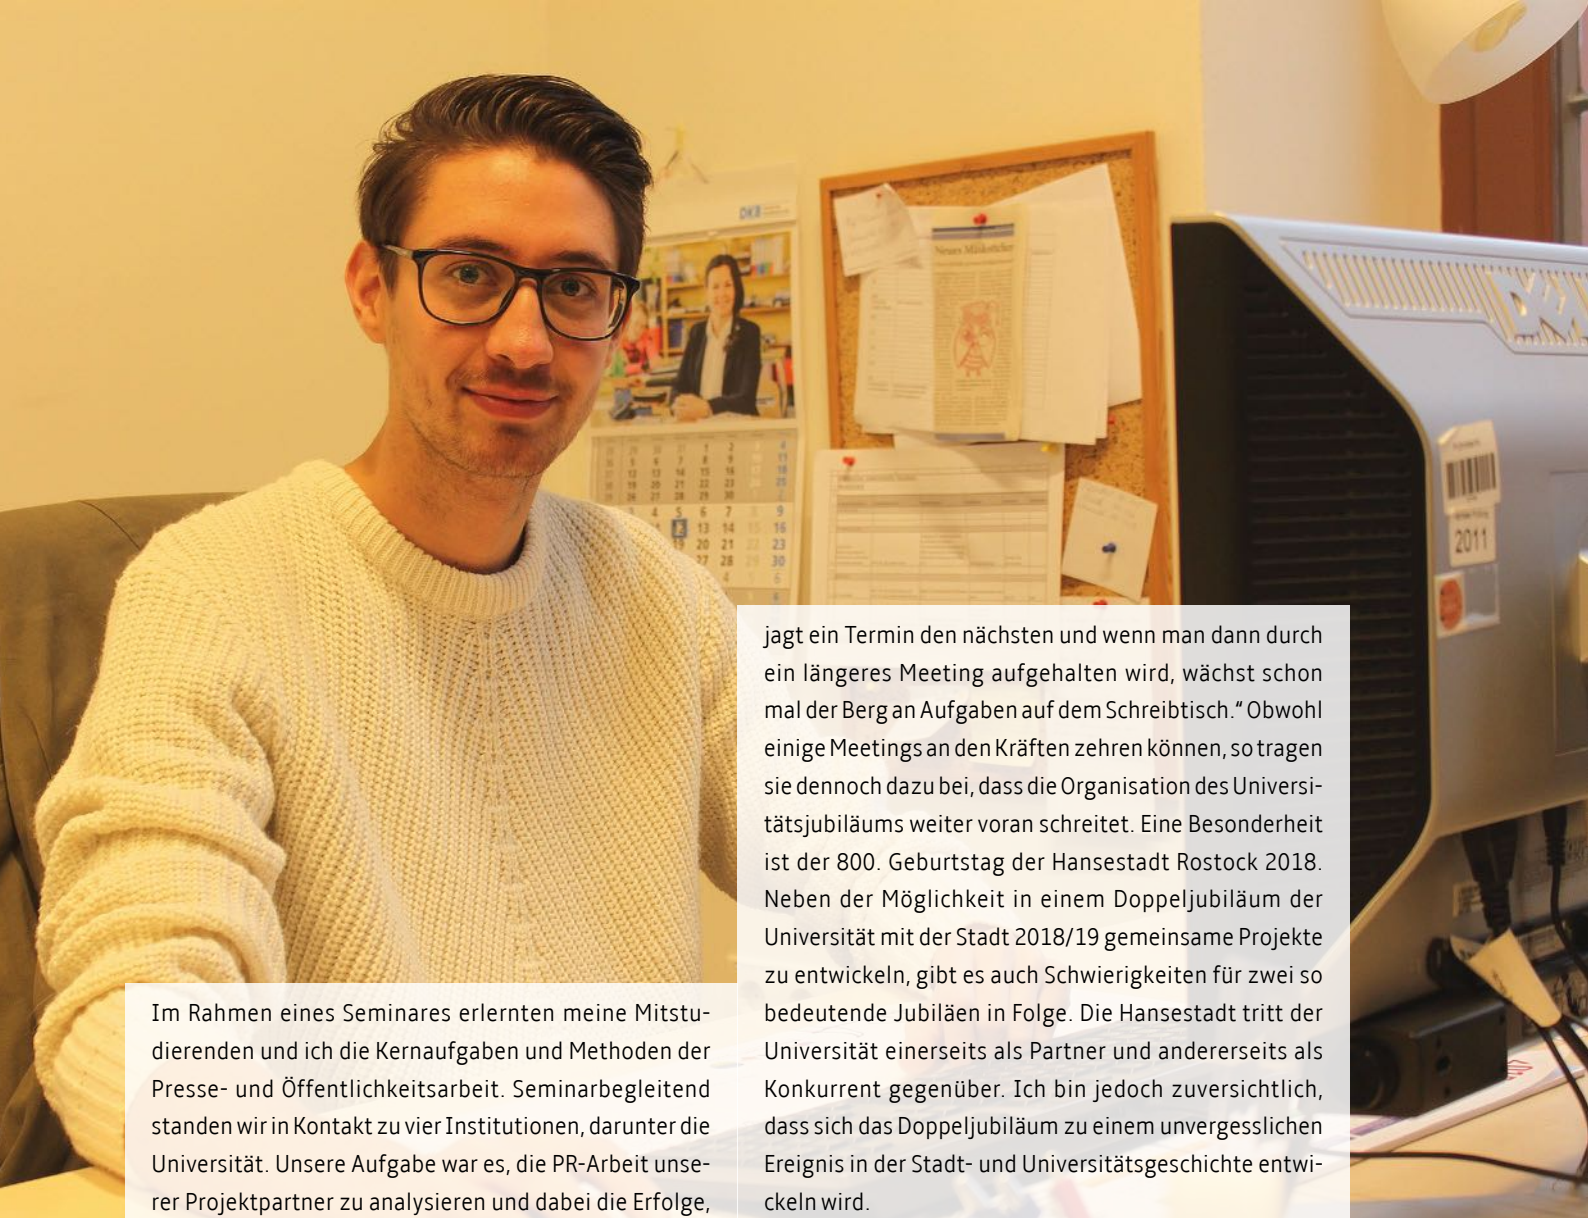 DKB
Neues Münsteraner
2011
Im Rahmen eines Seminares erlernten meine Mitstu-
dierenden und ich die Kernaufgaben und Methoden der
Presse- und Öffentlichkeitsarbeit. Seminarbegleitend
standen wir in Kontakt zu vier Institutionen, darunter die
Universität. Unsere Aufgabe war es, die PR-Arbeit unse-
rer Projektpartner zu analysieren und dabei die Erfolge,
jagt ein Termin den nächsten und wenn man dann durch
ein längeres Meeting aufgehalten wird, wächst schon
mal der Berg an Aufgaben auf dem Schreibtisch.“ Obwohl
einige Meetings an den Kräften zehren können, so tragen
sie dennoch dazu bei, dass die Organisation des Universi-
tätsjubiläums weiter voran schreitet. Eine Besonderheit
ist der 800. Geburtstag der Hansestadt Rostock 2018.
Neben der Möglichkeit in einem Doppeljubiläum der
Universität mit der Stadt 2018/19 gemeinsame Projekte
zu entwickeln, gibt es auch Schwierigkeiten für zwei so
bedeutende Jubiläen in Folge. Die Hansestadt tritt der
Universität einerseits als Partner und andererseits als
Konkurrent gegenüber. Ich bin jedoch zuversichtlich,
dass sich das Doppeljubiläum zu einem unvergesslichen
Ereignis in der Stadt- und Universitätsgeschichte entwi-
ckeln wird.